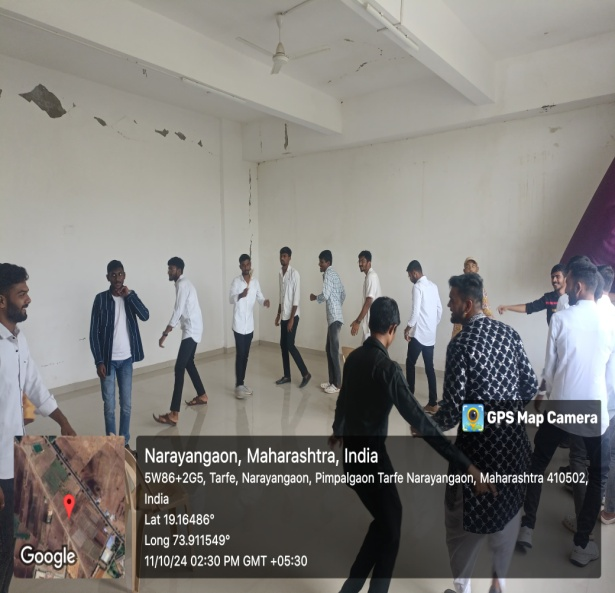 GPS Map Camera
Narayangaon, Maharashtra, India
5W86+2G5, Tarfe, Narayangaon, Pimpalgaon Tarfe Narayangaon, Maharashtra 410502,
India
Lat 19.16486°
Long 73.911549°
11/10/24 02:30 PM GMT +05:30
Google